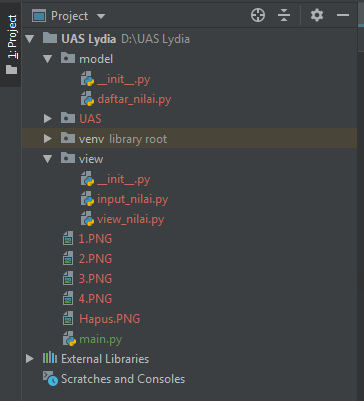 1: Project
Project
UAS Lydia D:\UAS Lydia
model
__init__.py
daftar_nilai.py
UAS
venv library root
view
__init__.py
input_nilai.py
view_nilai.py
1.PNG
2.PNG
3.PNG
4.PNG
Hapus.PNG
main.py
External Libraries
Scratches and Consoles